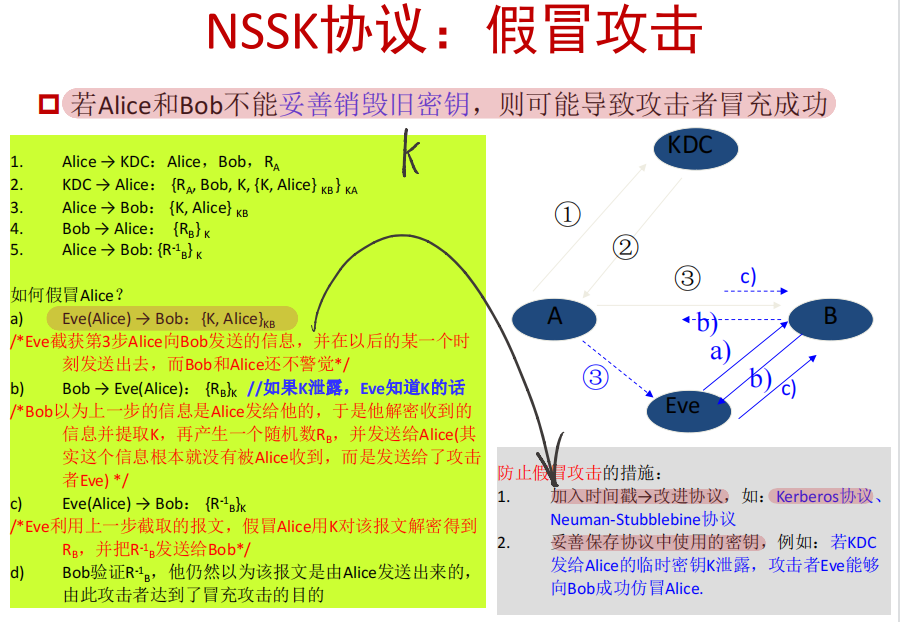 NSSK协议：假冒攻击
若Alice和Bob不能妥善销毁旧密钥，则可能导致攻击者冒充成功
K
1. Alice → KDC：Alice，Bob，R_A
2. KDC → Alice： {R_A, Bob, K, {K, Alice} _KB} _KA
3. Alice → Bob： {K, Alice} _KB
4. Bob → Alice： {R_B} _K
5. Alice → Bob: {R⁻¹_B} _K
如何假冒Alice？
a) Eve(Alice) → Bob： {K, Alice}_KB
/*Eve截获第3步Alice向Bob发送的信息，并在以后的某一个时
刻发送出去，而Bob和Alice还不警觉*/
b) Bob → Eve(Alice)： {R_B}_K //如果K泄露，Eve知道K的话
/*Bob以为上一步的信息是Alice发给他的，于是他解密收到的
信息并提取K，再产生一个随机数R_B，并发送给Alice(其
实这个信息根本就没有被Alice收到，而是发送给了攻击
者Eve) */
c) Eve(Alice) → Bob： {R⁻¹_B}_K
/*Eve利用上一步截取的报文，假冒Alice用K对该报文解密得到
R_B，并把R⁻¹_B发送给Bob*/
d) Bob验证R⁻¹_B，他仍然以为该报文是由Alice发送出来的，
由此攻击者达到了冒充攻击的目的
KDC
①
②
③
c)
A
b)
B
a)
③
b)
c)
Eve
防止假冒攻击的措施：
1. 加入时间戳→改进协议，如：Kerberos协议、
Neuman-Stubblebine协议
2. 妥善保存协议中使用的密钥，例如：若KDC
发给Alice的临时密钥K泄露，攻击者Eve能够
向Bob成功仿冒Alice.